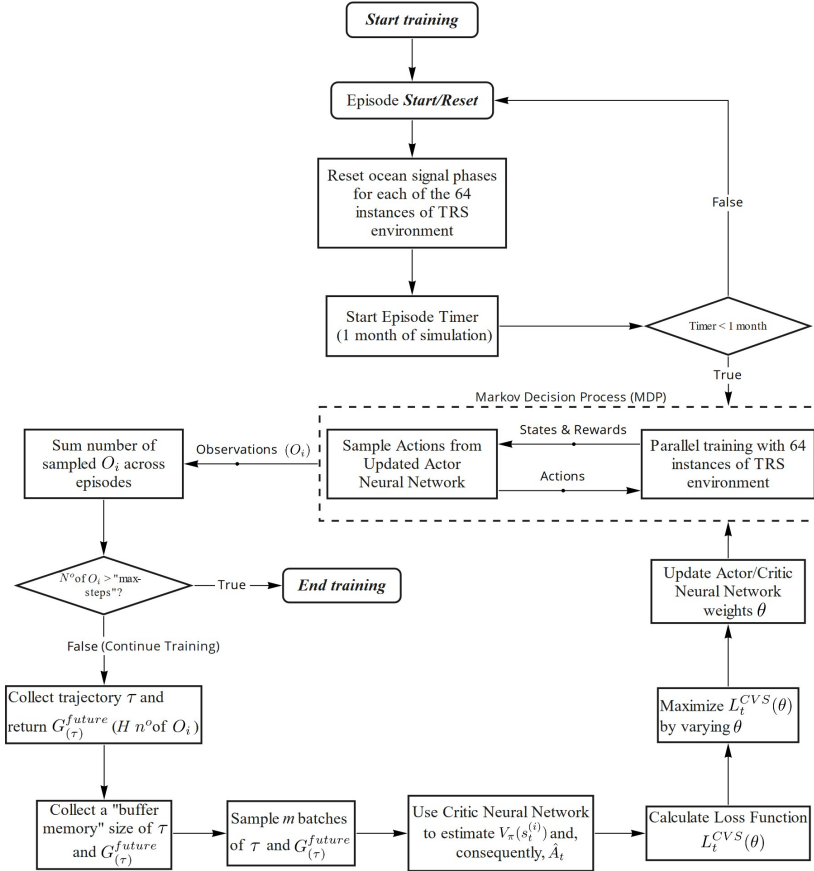 Start training
Episode Start/Reset
Reset ocean signal phases
for each of the 64
instances of TRS
environment
False
Start Episode Timer
(1 month of simulation)
Timer < 1 month
True
Markov Decision Process (MDP)
Sum number of
sampled O_i across
episodes
Observations (O_i)
Sample Actions from
Updated Actor
Neural Network
States & Rewards
Actions
Parallel training with 64
instances of TRS
environment
N^o of O_i > "max-
steps"?
True
End training
False (Continue Training)
Update Actor/Critic
Neural Network
weights θ
Collect trajectory τ and
return G^{future}_{(τ)} (H n^o of O_i)
Maximize L_t^{CVS}(θ)
by varying θ
Collect a "buffer
memory" size of τ
and G^{future}_{(τ)}
Sample m batches
of τ and G^{future}_{(τ)}
Use Critic Neural Network
to estimate V_π(s_t^{(i)}) and,
consequently, Â_t
Calculate Loss Function
L_t^{CVS}(θ)